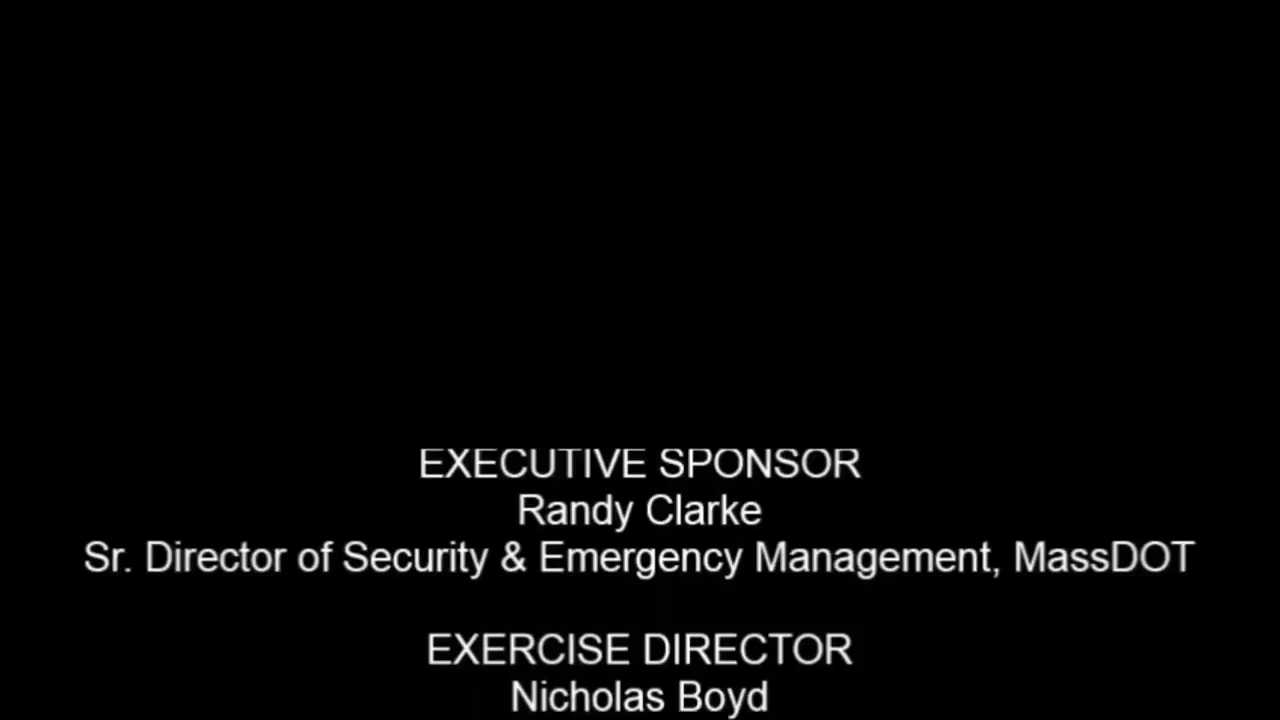 EXECUTIVE SPONSOR
Randy Clarke
Sr. Director of Security & Emergency Management, MassDOT
EXERCISE DIRECTOR
Nicholas Boyd